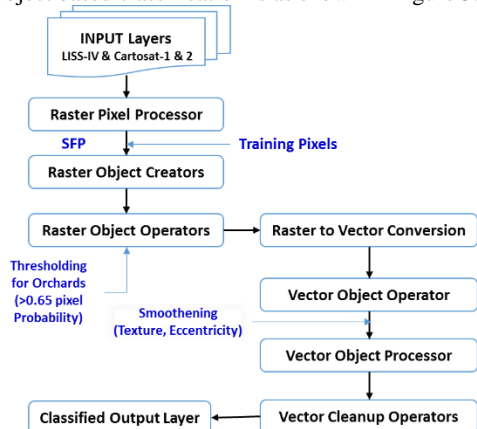 INPUT Layers
LISS-IV & Cartosat-1 & 2
Raster Pixel Processor
SFP
Training Pixels
Raster Object Creators
Raster Object Operators
Raster to Vector Conversion
Thresholding
for Orchards
(>0.65 pixel
Probability)
Vector Object Operator
Smoothening
(Texture, Eccentricity)
Vector Object Processor
Vector Cleanup Operators
Classified Output Layer